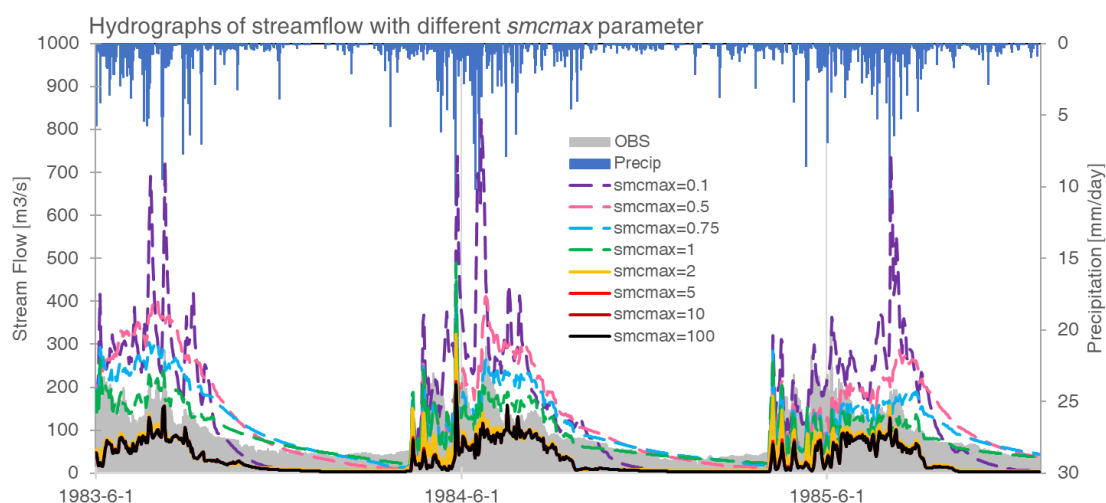 Hydrographs of streamflow with different smcmax parameter
1000
900
800
700
600
500
400
300
200
100
0
Stream Flow [m3/s]
0
5
10
15
20
25
30
Precipitation [mm/day]
OBS
Precip
smcmax=0.1
smcmax=0.5
smcmax=0.75
smcmax=1
smcmax=2
smcmax=5
smcmax=10
smcmax=100
1983-6-1
1984-6-1
1985-6-1